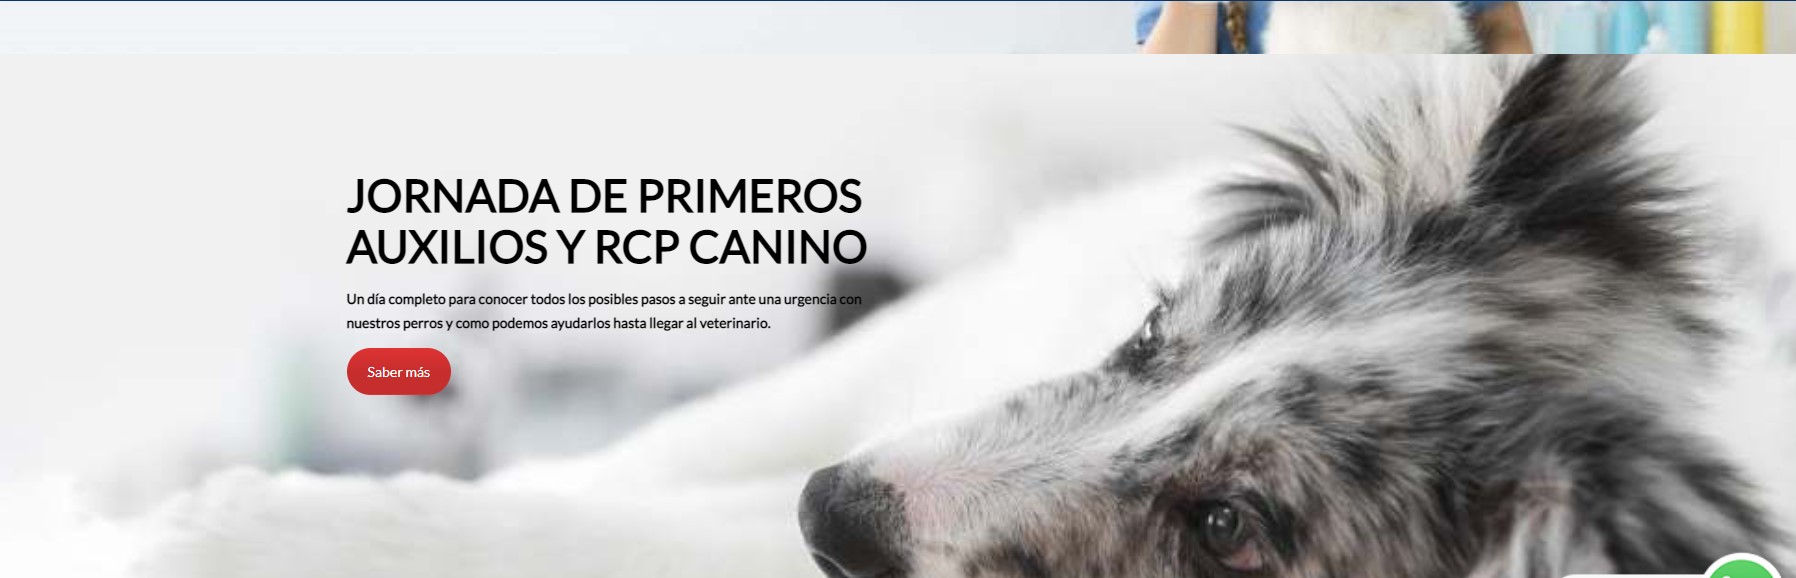 JORNADA DE PRIMEROS
AUXILIOS Y RCP CANINO
Un día completo para conocer todos los posibles pasos a seguir ante una urgencia con
nuestros perros y como podemos ayudarlos hasta llegar al veterinario.
Saber más